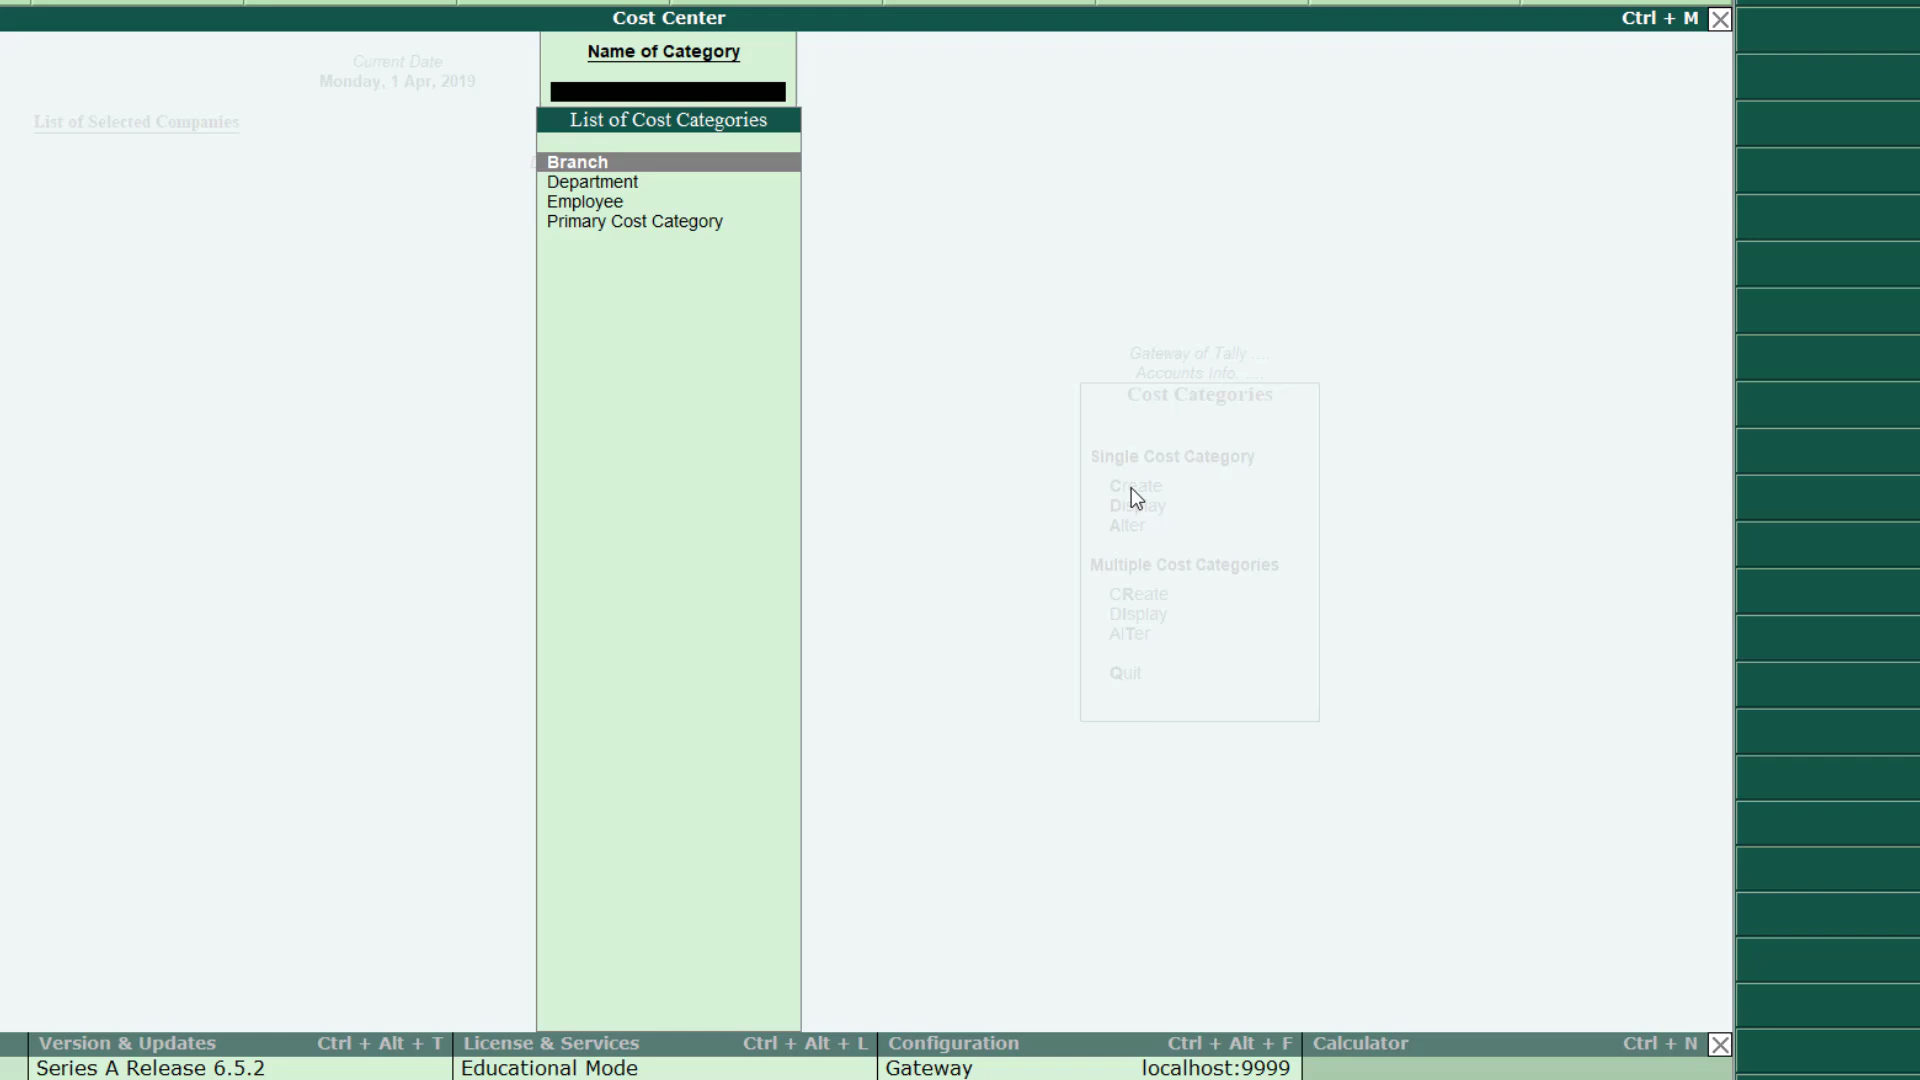 Cost Center
Ctrl + M
Name of Category
Current Date
Monday, 1 Apr, 2019
List of Selected Companies
List of Cost Categories
Branch
Department
Employee
Primary Cost Category
Gateway of Tally ....
Accounts Info. ....
Cost Categories
Single Cost Category
Create
Display
Alter
Multiple Cost Categories
CReate
DIsplay
AlTer
Quit
Version & Updates Ctrl + Alt + T
License & Services Ctrl + Alt + L
Configuration Ctrl + Alt + F
Calculator Ctrl + N
Series A Release 6.5.2
Educational Mode
Gateway localhost:9999